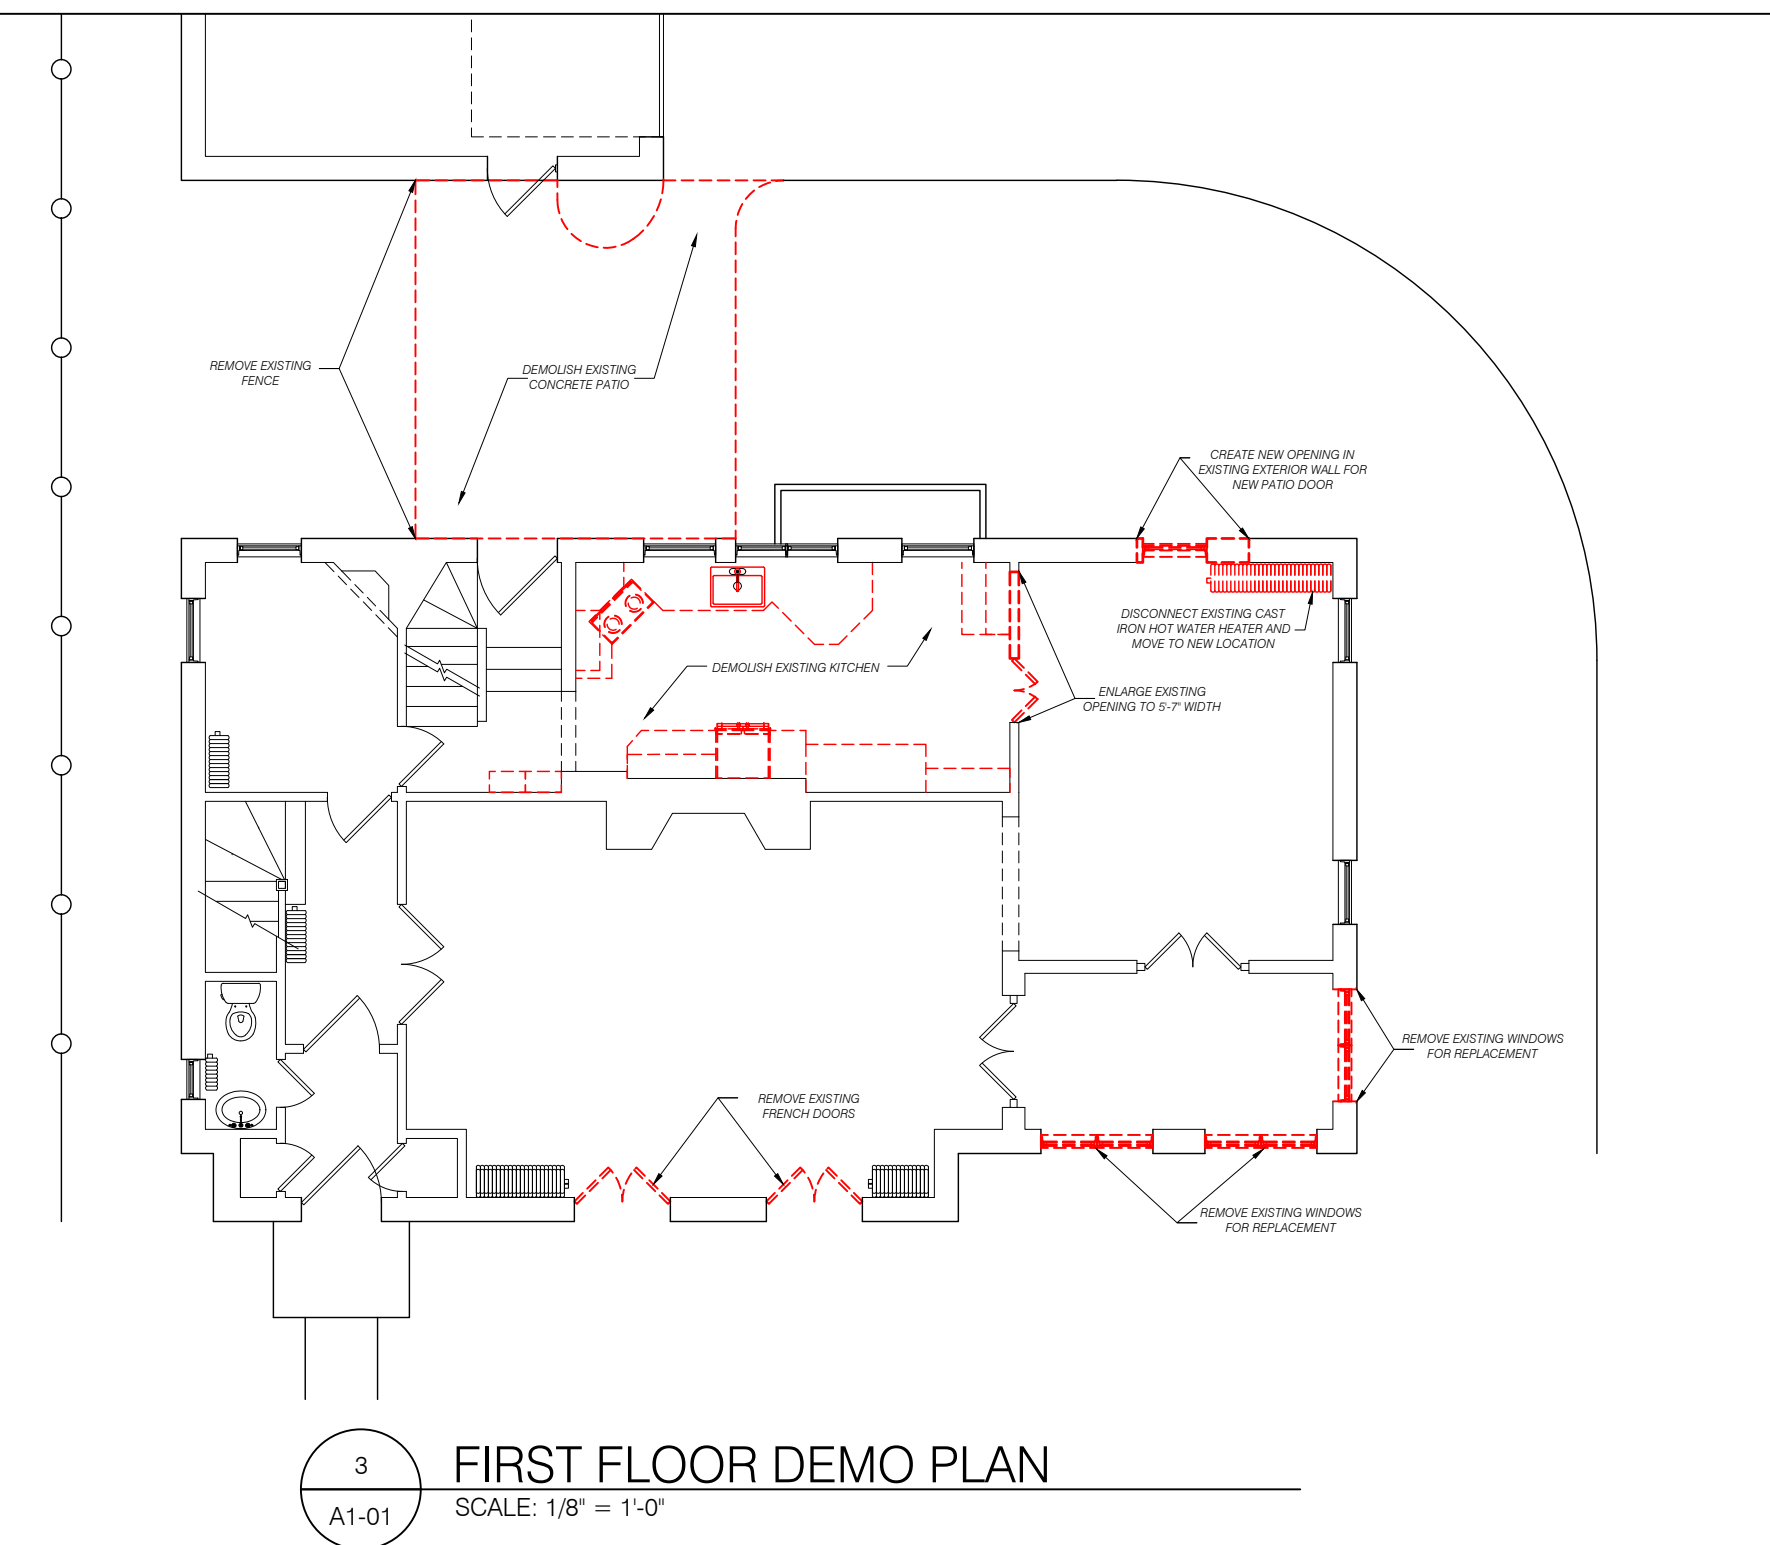 REMOVE EXISTING
FENCE
DEMOLISH EXISTING
CONCRETE PATIO
CREATE NEW OPENING IN
EXISTING EXTERIOR WALL FOR
NEW PATIO DOOR
DISCONNECT EXISTING CAST
IRON HOT WATER HEATER AND
MOVE TO NEW LOCATION
DEMOLISH EXISTING KITCHEN
ENLARGE EXISTING
OPENING TO 5'-7" WIDTH
REMOVE EXISTING WINDOWS
FOR REPLACEMENT
REMOVE EXISTING
FRENCH DOORS
REMOVE EXISTING WINDOWS
FOR REPLACEMENT
3
A1-01
FIRST FLOOR DEMO PLAN
SCALE: 1/8" = 1'-0"